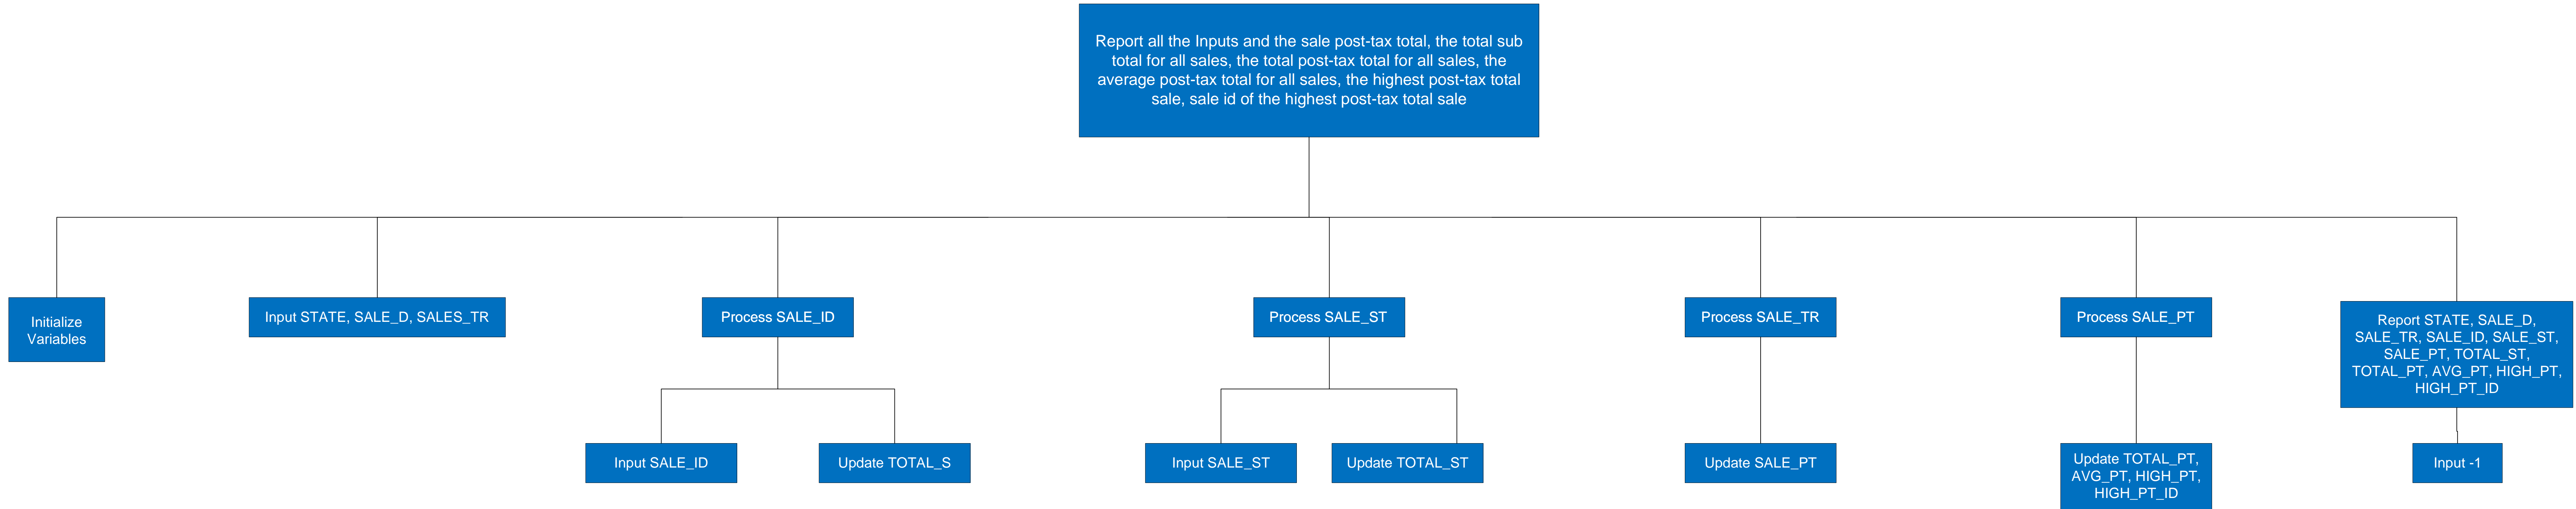 Report all the Inputs and the sale post-tax total, the total sub
total for all sales, the total post-tax total for all sales, the
average post-tax total for all sales, the highest post-tax total
sale, sale id of the highest post-tax total sale
Initialize
Variables
Input STATE, SALE_D, SALES_TR
Process SALE_ID
Process SALE_ST
Process SALE_TR
Process SALE_PT
Report STATE, SALE_D,
SALE_TR, SALE_ID, SALE_ST,
SALE_PT, TOTAL_ST,
TOTAL_PT, AVG_PT, HIGH_PT,
HIGH_PT_ID
Input SALE_ID
Update TOTAL_S
Input SALE_ST
Update TOTAL_ST
Update SALE_PT
Update TOTAL_PT,
AVG_PT, HIGH_PT,
HIGH_PT_ID
Input -1